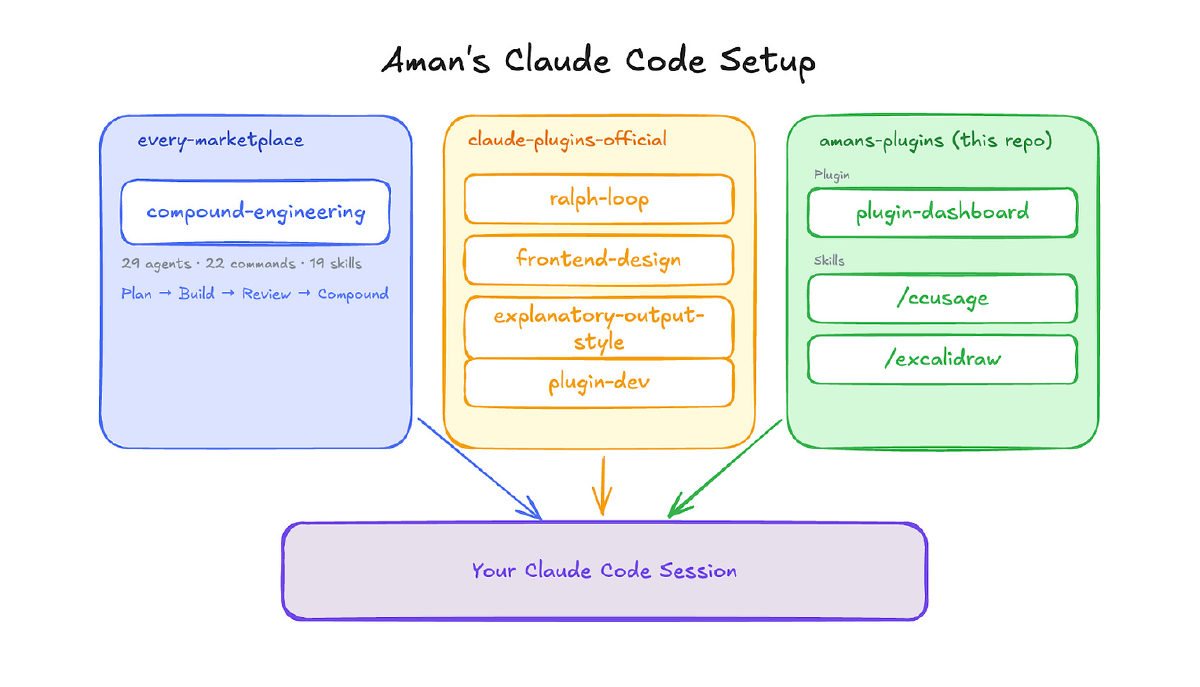 Aman's Claude Code Setup
every-marketplace
compound-engineering
29 agents · 22 commands · 19 skills
Plan → Build → Review → Compound
claude-plugins-official
ralph-loop
frontend-design
explanatory-output-
style
plugin-dev
amans-plugins (this repo)
Plugin
plugin-dashboard
Skills
/ccusage
/excalidraw
Your Claude Code Session